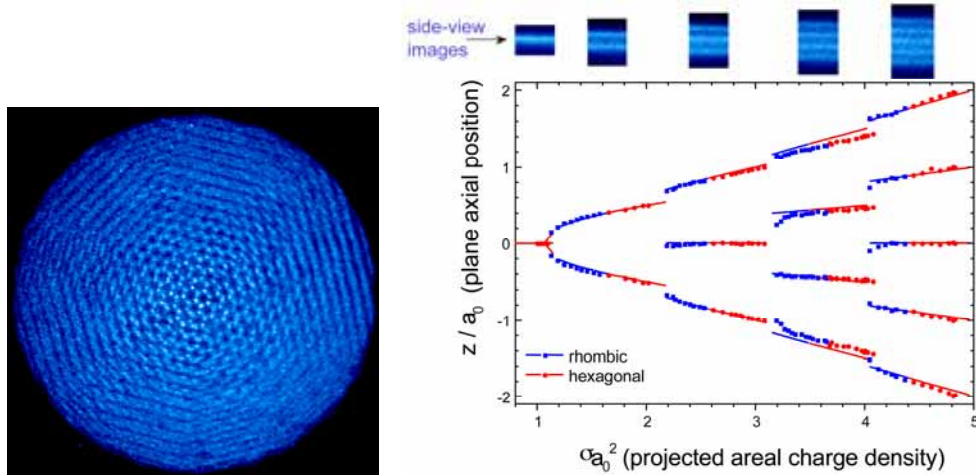 side-view
images
2
1
0
-1
-2
z / a₀ (plane axial position)
rhombic
hexagonal
1 2 3 4 5
σa₀² (projected areal charge density)